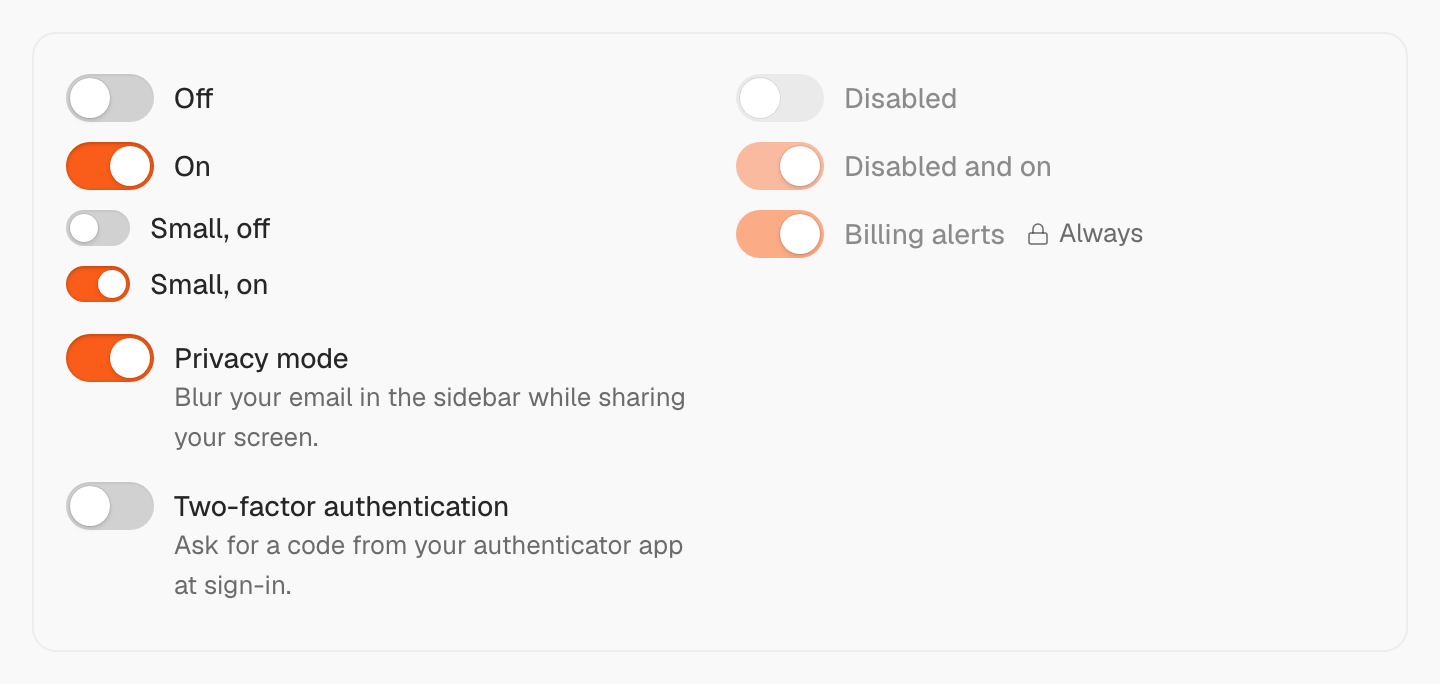 Off
On
Small, off
Small, on
Privacy mode
Blur your email in the sidebar while sharing
your screen.
Two-factor authentication
Ask for a code from your authenticator app
at sign-in.
Disabled
Disabled and on
Billing alerts Always